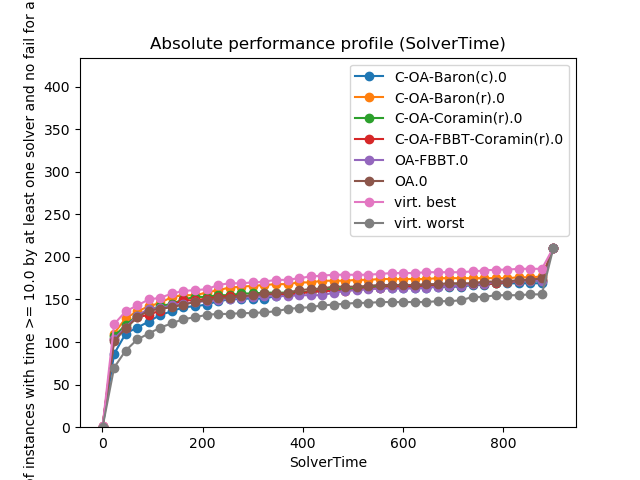 Absolute performance profile (SolverTime)
of instances with time >= 10.0 by at least one solver and no fail for a
400
350
300
250
200
150
100
50
0
C-OA-Baron(c).0
C-OA-Baron(r).0
C-OA-Coramin(r).0
C-OA-FBBT-Coramin(r).0
OA-FBBT.0
OA.0
virt. best
virt. worst
0 200 400 600 800
SolverTime